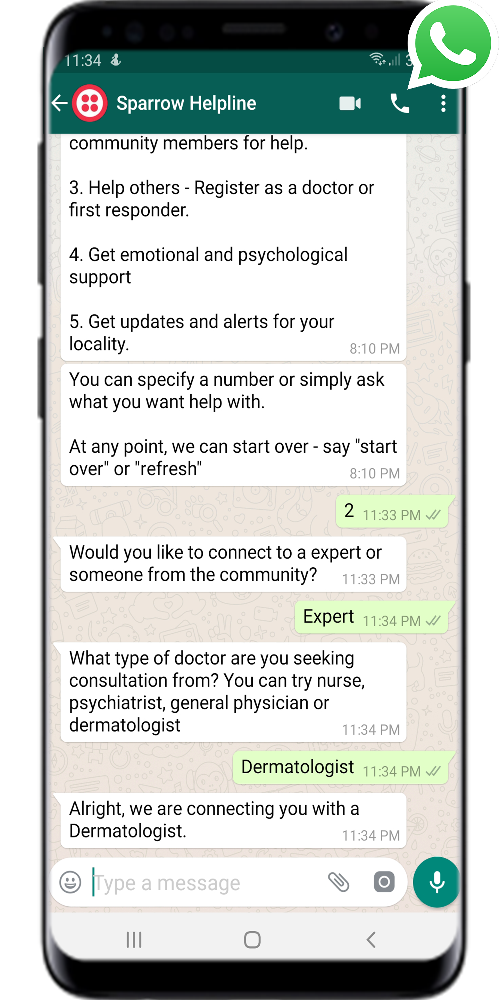 11:34
Sparrow Helpline
community members for help.
3. Help others - Register as a doctor or
first responder.
4. Get emotional and psychological
support
5. Get updates and alerts for your
locality.
8:10 PM
You can specify a number or simply ask
what you want help with.
At any point, we can start over - say "start
over" or "refresh"
8:10 PM
2 11:33 PM
Would you like to connect to a expert or
someone from the community? 11:33 PM
Expert 11:34 PM
What type of doctor are you seeking
consultation from? You can try nurse,
psychiatrist, general physician or
dermatologist 11:34 PM
Dermatologist 11:34 PM
Alright, we are connecting you with a
Dermatologist. 11:34 PM
Type a message